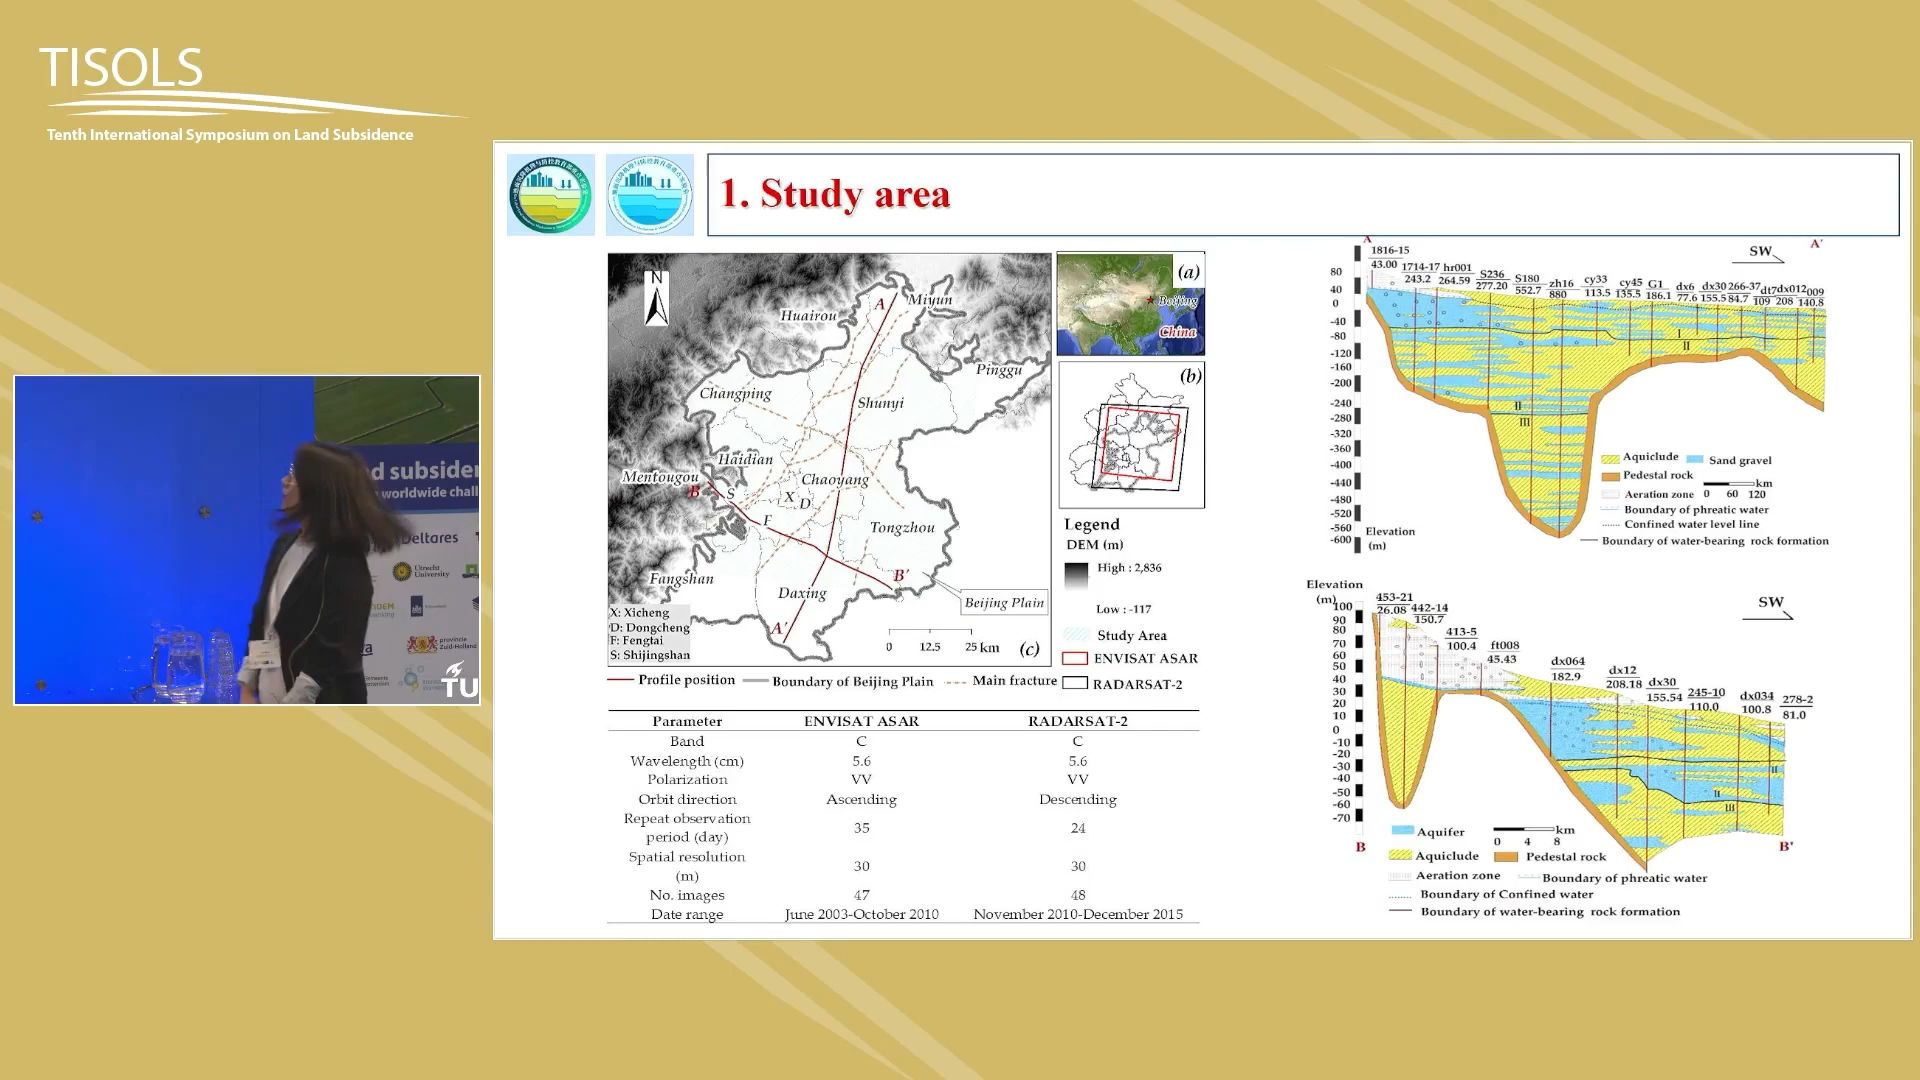 TISOLS
Tenth International Symposium on Land Subsidence
1. Study area
N
A
Miyun
Huairou
Pinggu
Changping
Shunyi
Haidian
Mentougou
B
S
X
D
Chaoyang
F
Tongzhou
Fangshan
B'
Daxing
Beijing Plain
A'
X: Xicheng
D: Dongcheng
F: Fengtai
S: Shijingshan
0 12.5 25 km
(c)
(a)
Beijing
China
(b)
Legend
DEM (m)
High : 2,836
Low : -117
Study Area
ENVISAT ASAR
RADARSAT-2
Profile position
Boundary of Beijing Plain
Main fracture
Parameter ENVISAT ASAR RADARSAT-2
Band C C
Wavelength (cm) 5.6 5.6
Polarization VV VV
Orbit direction Ascending Descending
Repeat observation
period (day) 35 24
Spatial resolution
(m) 30 30
No. images 47 48
Date range June 2003-October 2010 November 2010-December 2015
A
A'
SW
1816-15
43.00
1714-17
243.2
hr001
264.59
S236
277.20
S180
552.7
zh16
880
cy33
113.5
cy45
135.5
G1
186.1
dx6
77.6
dx30
155.5
266-37
84.7
dt7
109
dx012
208
009
140.8
80
40
0
-40
-80
-120
-160
-200
-240
-280
-320
-360
-400
-440
-480
-520
-560
-600
Elevation
(m)
I
II
II
III
Aquiclude
Sand gravel
Pedestal rock
km
Aeration zone
0 60 120
Boundary of phreatic water
Confined water level line
Boundary of water-bearing rock formation
Elevation
(m)
SW
453-21
26.08
442-14
150.7
413-5
100.4
ft008
45.43
dx064
182.9
dx12
208.18
dx30
155.54
245-10
110.0
dx034
100.8
278-2
81.0
100
90
80
70
60
50
40
30
20
10
0
-10
-20
-30
-40
-50
-60
-70
II
II
III
B
B'
Aquifer
km
0 4 8
Aquiclude
Pedestal rock
Aeration zone
Boundary of phreatic water
Boundary of Confined water
Boundary of water-bearing rock formation
d subside
worldwide chall
Deltares
Utrecht
University
provincie
Zuid-Holland
TU